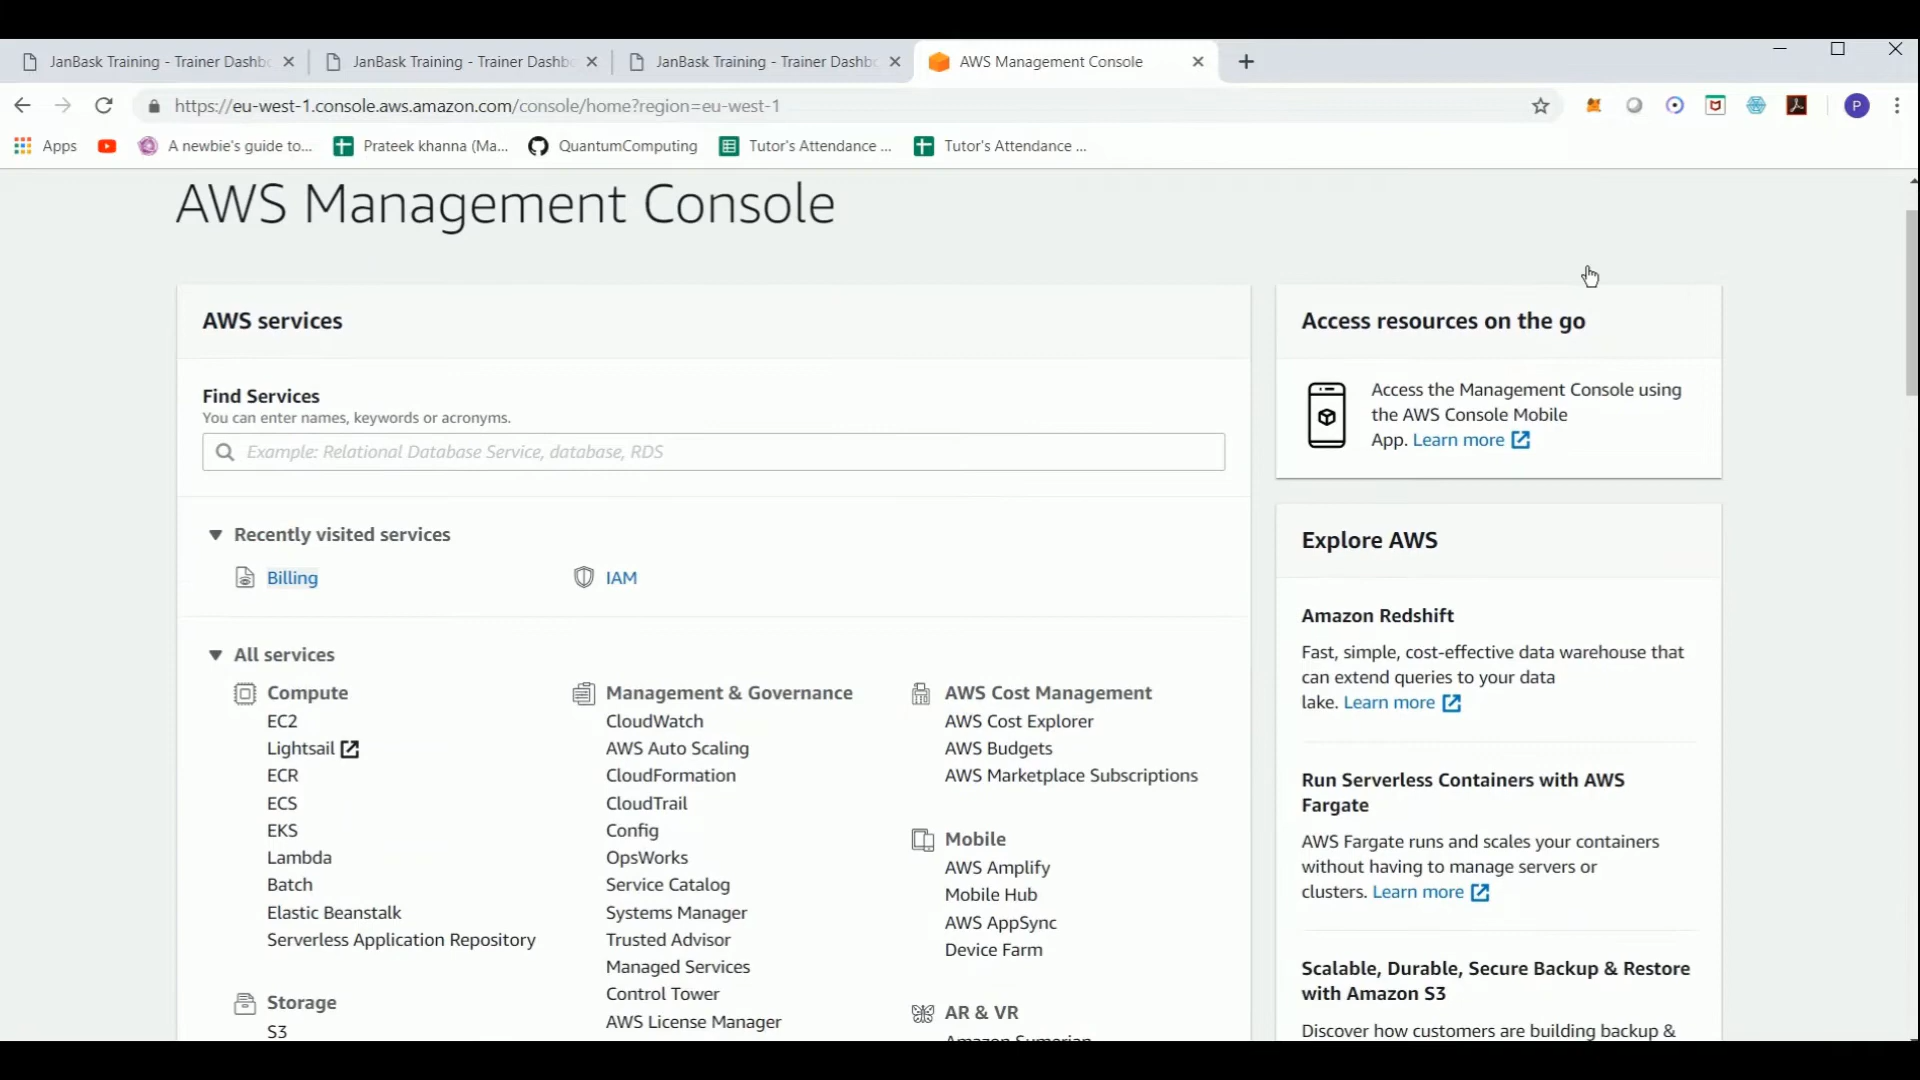 JanBask Training - Trainer Dashbo
JanBask Training - Trainer Dashbo
JanBask Training - Trainer Dashbo
AWS Management Console
https://eu-west-1.console.aws.amazon.com/console/home?region=eu-west-1
P
Apps
A newbie's guide to...
Prateek khanna (Ma...
QuantumComputing
Tutor's Attendance ...
Tutor's Attendance ...
AWS Management Console
AWS services
Find Services
You can enter names, keywords or acronyms.
Example: Relational Database Service, database, RDS
Recently visited services
Billing
IAM
All services
Compute
EC2
Lightsail
ECR
ECS
EKS
Lambda
Batch
Elastic Beanstalk
Serverless Application Repository
Storage
S3
Management & Governance
CloudWatch
AWS Auto Scaling
CloudFormation
CloudTrail
Config
OpsWorks
Service Catalog
Systems Manager
Trusted Advisor
Managed Services
Control Tower
AWS License Manager
AWS Cost Management
AWS Cost Explorer
AWS Budgets
AWS Marketplace Subscriptions
Mobile
AWS Amplify
Mobile Hub
AWS AppSync
Device Farm
AR & VR
Amazon Sumerian
Access resources on the go
Access the Management Console using
the AWS Console Mobile
App. Learn more
Explore AWS
Amazon Redshift
Fast, simple, cost-effective data warehouse that
can extend queries to your data
lake. Learn more
Run Serverless Containers with AWS
Fargate
AWS Fargate runs and scales your containers
without having to manage servers or
clusters. Learn more
Scalable, Durable, Secure Backup & Restore
with Amazon S3
Discover how customers are building backup &